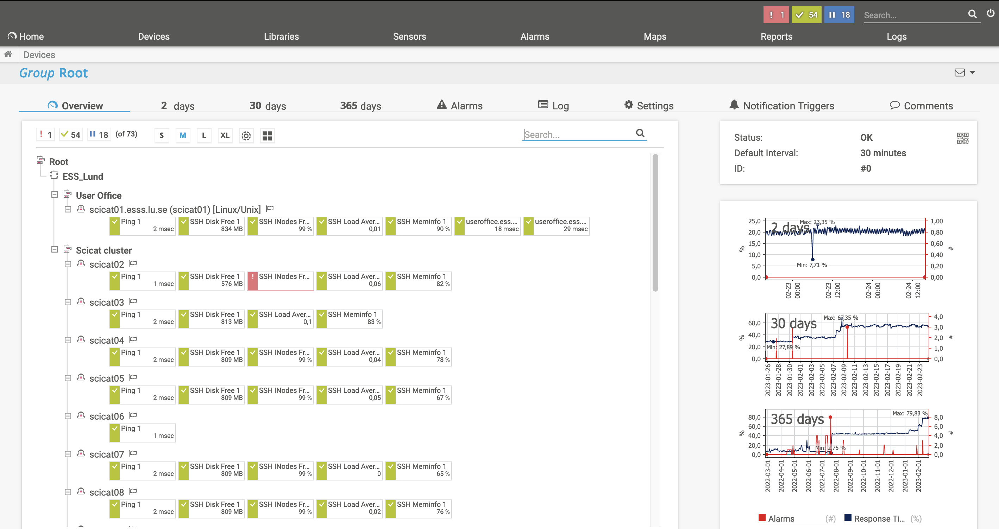 ! 1 54 18 Search...
Home Devices Libraries Sensors Alarms Maps Reports Logs
Devices
Group Root
Overview 2 days 30 days 365 days Alarms Log Settings Notification Triggers Comments
! 1 54 18 (of 73) S M L XL Search...
Root
ESS_Lund
User Office
scicat01.esss.lu.se (scicat01) [Linux/Unix]
Ping 1 SSH Disk Free 1 SSH INodes Fr... SSH Load Aver... SSH Meminfo 1 useroffice.ess.... useroffice.ess....
2 msec 834 MB 99 % 0,01 90 % 18 msec 29 msec
Scicat cluster
scicat02
Ping 1 SSH Disk Free 1 ! SSH INodes Fr... SSH Load Aver... SSH Meminfo 1
1 msec 576 MB 0,06 82 %
scicat03
Ping 1 SSH Disk Free 1 SSH Load Aver... SSH Meminfo 1
2 msec 813 MB 0,1 83 %
scicat04
Ping 1 SSH Disk Free 1 SSH INodes Fr... SSH Load Aver... SSH Meminfo 1
2 msec 809 MB 99 % 0,04 78 %
scicat05
Ping 1 SSH Disk Free 1 SSH INodes Fr... SSH Load Aver... SSH Meminfo 1
2 msec 809 MB 99 % 0,05 67 %
scicat06
Ping 1
1 msec
scicat07
Ping 1 SSH Disk Free 1 SSH INodes Fr... SSH Load Aver... SSH Meminfo 1
2 msec 809 MB 99 % 0 65 %
scicat08
Ping 1 SSH Disk Free 1 SSH INodes Fr... SSH Load Aver... SSH Meminfo 1
2 msec 809 MB 99 % 0,02 76 %
Status: OK
Default Interval: 30 minutes
ID: #0
2 days
Max: 23,35 %
25,0 1,00
20,0 0,80
15,0 0,60
% #
10,0 0,40
Min: 7,71 %
5,0 0,20
0,0 0,00
02-23 00:00 02-23 12:00 02-24 00:00 02-24 12:00
30 days
Max: 67,35 %
4,0
60,0 3,0
40,0 2,0
% #
Min: 27,89 %
20,0 1,0
0,0 0,0
2023-01-26 2023-01-28 2023-01-30 2023-02-01 2023-02-03 2023-02-05 2023-02-07 2023-02-09 2023-02-11 2023-02-13 2023-02-15 2023-02-17 2023-02-19 2023-02-21 2023-02-23
365 days
Max: 79,83 %
80,0 8,0
60,0 6,0
% #
40,0 4,0
20,0 2,0
Min: 2,75 %
0,0 0,0
2022-03-01 2022-04-01 2022-05-01 2022-06-01 2022-07-01 2022-08-01 2022-09-01 2022-10-01 2022-11-01 2022-12-01 2023-01-01 2023-02-01
Alarms (#) Response Ti... (%)